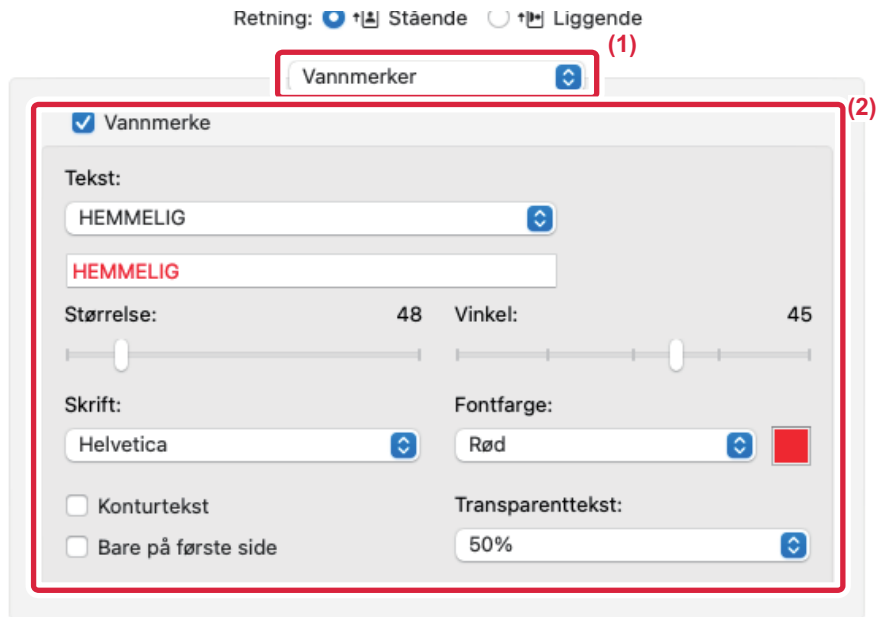 Retning: Stående Liggende
(1)
Vannmerker
(2)
Vannmerke
Tekst:
HEMMELIG
HEMMELIG
Størrelse: 48 Vinkel: 45
Skrift: Fontfarge:
Helvetica Rød
Konturtekst Transparenttekst:
Bare på første side 50%